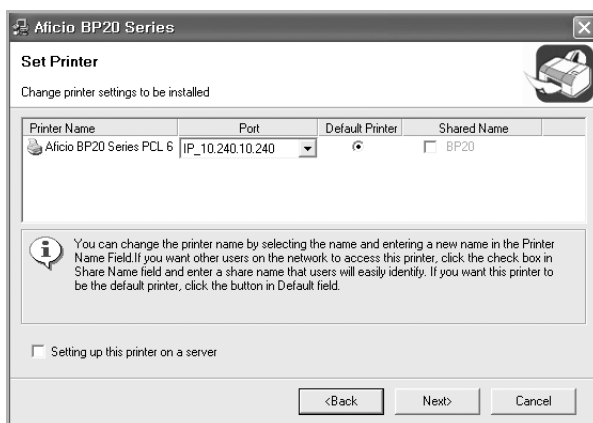 Aficio BP20 Series
Set Printer
Change printer settings to be installed
Printer Name Port Default Printer Shared Name
Aficio BP20 Series PCL 6 IP_10.240.10.240 BP20
You can change the printer name by selecting the name and entering a new name in the Printer
Name Field.If you want other users on the network to access this printer, click the check box in
Share Name field and enter a share name that users will easily identify. If you want this printer to
be the default printer, click the button in Default field.
Setting up this printer on a server
<Back Next> Cancel